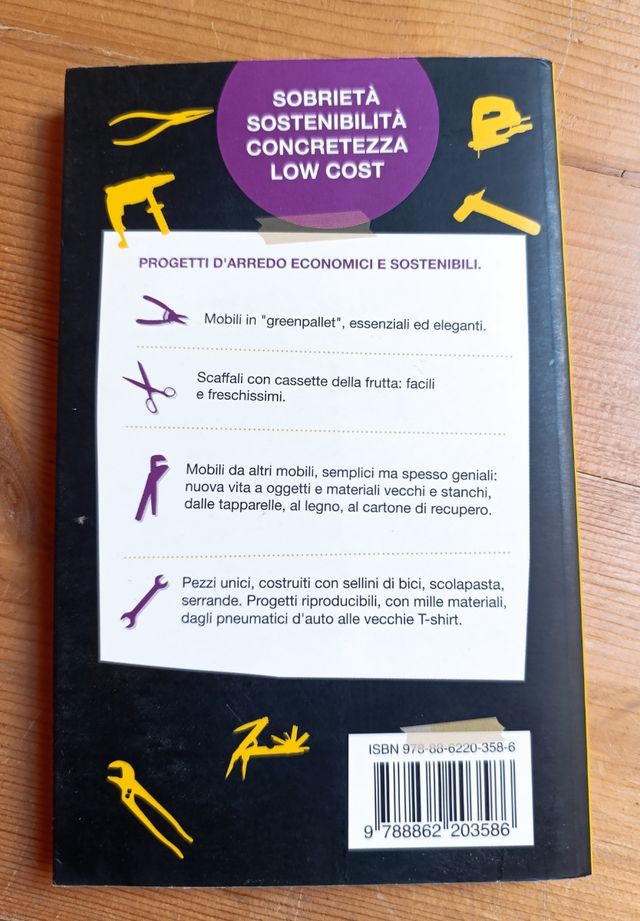 SOBRIETÀ
SOSTENIBILITÀ
CONCRETEZZA
LOW COST
PROGETTI D'ARREDO ECONOMICI E SOSTENIBILI.
Mobili in "greenpallet", essenziali ed eleganti.
Scaffali con cassette della frutta: facili
e freschissimi.
Mobili da altri mobili, semplici ma spesso geniali:
nuova vita a oggetti e materiali vecchi e stanchi,
dalle tapparelle, al legno, al cartone di recupero.
Pezzi unici, costruiti con sellini di bici, scolapasta,
serrande. Progetti riproducibili, con mille materiali,
dagli pneumatici d'auto alle vecchie T-shirt.
ISBN 978-88-6220-358-6
9 788862 203586